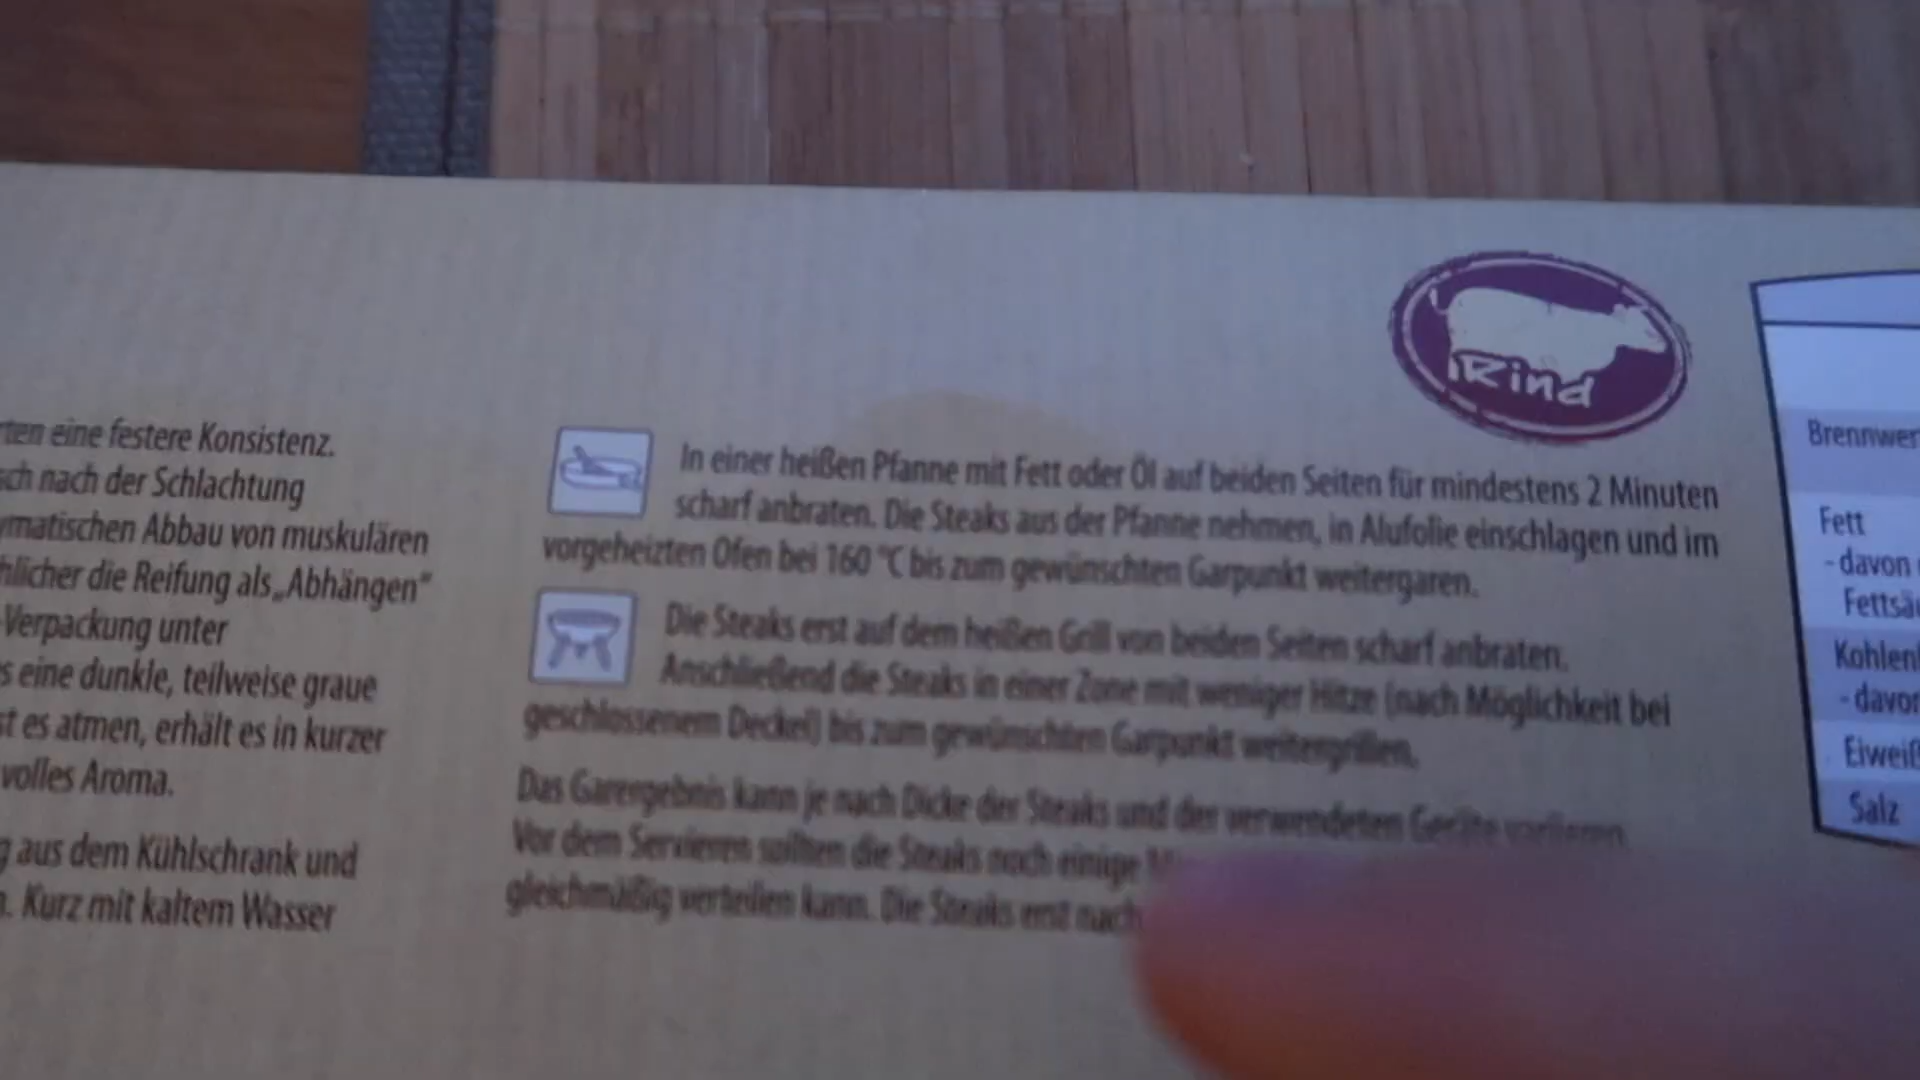 rten eine festere Konsistenz.
sch nach der Schlachtung
ymatischen Abbau von muskulären
hlicher die Reifung als „Abhängen“
-Verpackung unter
s eine dunkle, teilweise graue
st es atmen, erhält es in kurzer
volles Aroma.
g aus dem Kühlschrank und
n. Kurz mit kaltem Wasser
In einer heißen Pfanne mit Fett oder Öl auf beiden Seiten für mindestens 2 Minuten
scharf anbraten. Die Steaks aus der Pfanne nehmen, in Alufolie einschlagen und im
vorgeheizten Ofen bei 160 °C bis zum gewünschten Garpunkt weitergaren.
Die Steaks erst auf dem heißen Grill von beiden Seiten scharf anbraten.
Anschließend die Steaks in einer Zone mit weniger Hitze (nach Möglichkeit bei
geschlossenem Deckel) bis zum gewünschten Garpunkt weitergrillen.
Das Garergebnis kann je nach Dicke der Steaks und der verwendeten Geräte variieren.
Vor dem Servieren sollten die Steaks noch einige
gleichmäßig verteilen kann. Die Steaks erst nach
Rind
Brennwer
Fett
- davon
Fettsä
Kohlen
- davon
Eiweiß
Salz